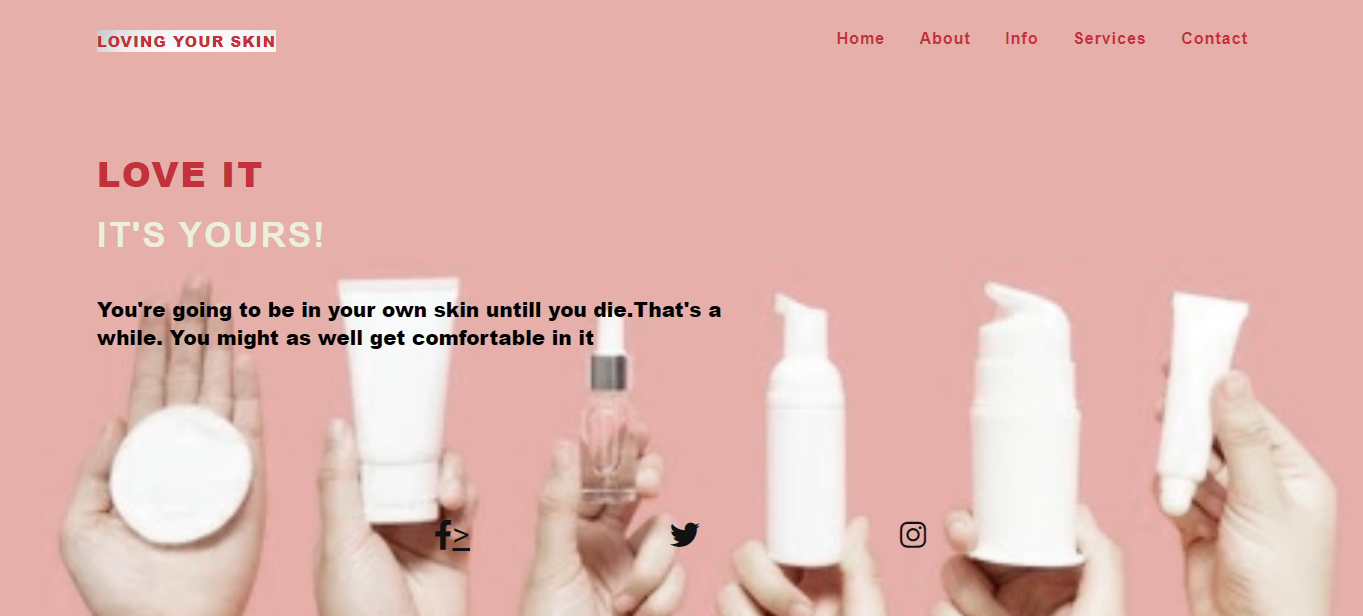 LOVING YOUR SKIN
Home About Info Services Contact
LOVE IT
IT'S YOURS!
You're going to be in your own skin untill you die.That's a
while. You might as well get comfortable in it
>